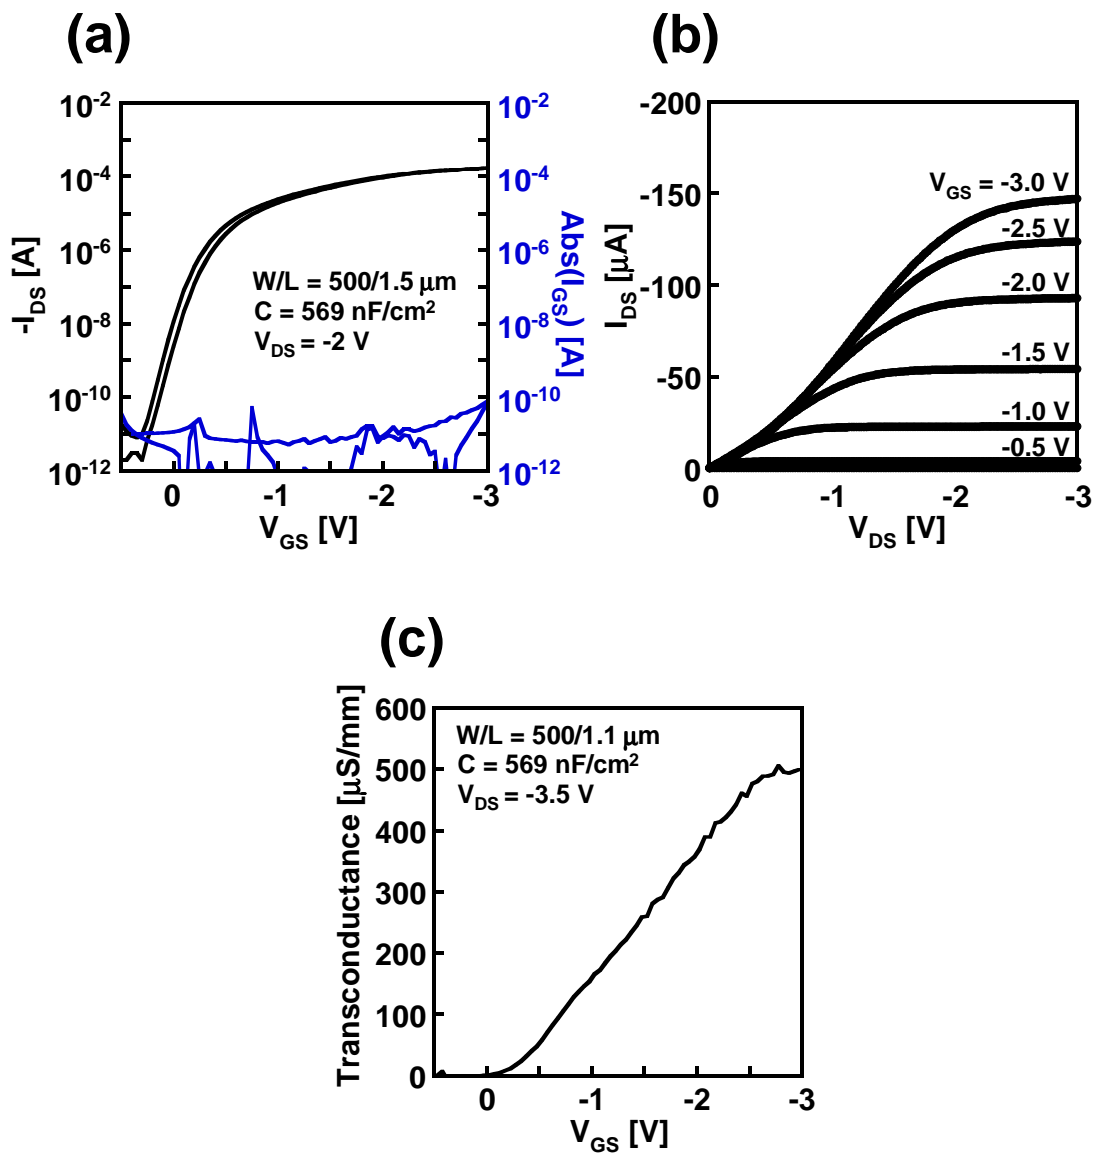 (a)
10⁻²
10⁻⁴
10⁻⁶
10⁻⁸
10⁻¹⁰
10⁻¹²
-I_DS [A]
W/L = 500/1.5 μm
C = 569 nF/cm²
V_DS = -2 V
10⁻²
10⁻⁴
10⁻⁶
10⁻⁸
10⁻¹⁰
10⁻¹²
Abs(I_GS) [A]
0 -1 -2 -3
V_GS [V]
(b)
-200
-150
-100
-50
0
I_DS [μA]
V_GS = -3.0 V
-2.5 V
-2.0 V
-1.5 V
-1.0 V
-0.5 V
0 -1 -2 -3
V_DS [V]
(c)
600
500
400
300
200
100
0
Transconductance [μS/mm]
W/L = 500/1.1 μm
C = 569 nF/cm²
V_DS = -3.5 V
0 -1 -2 -3
V_GS [V]